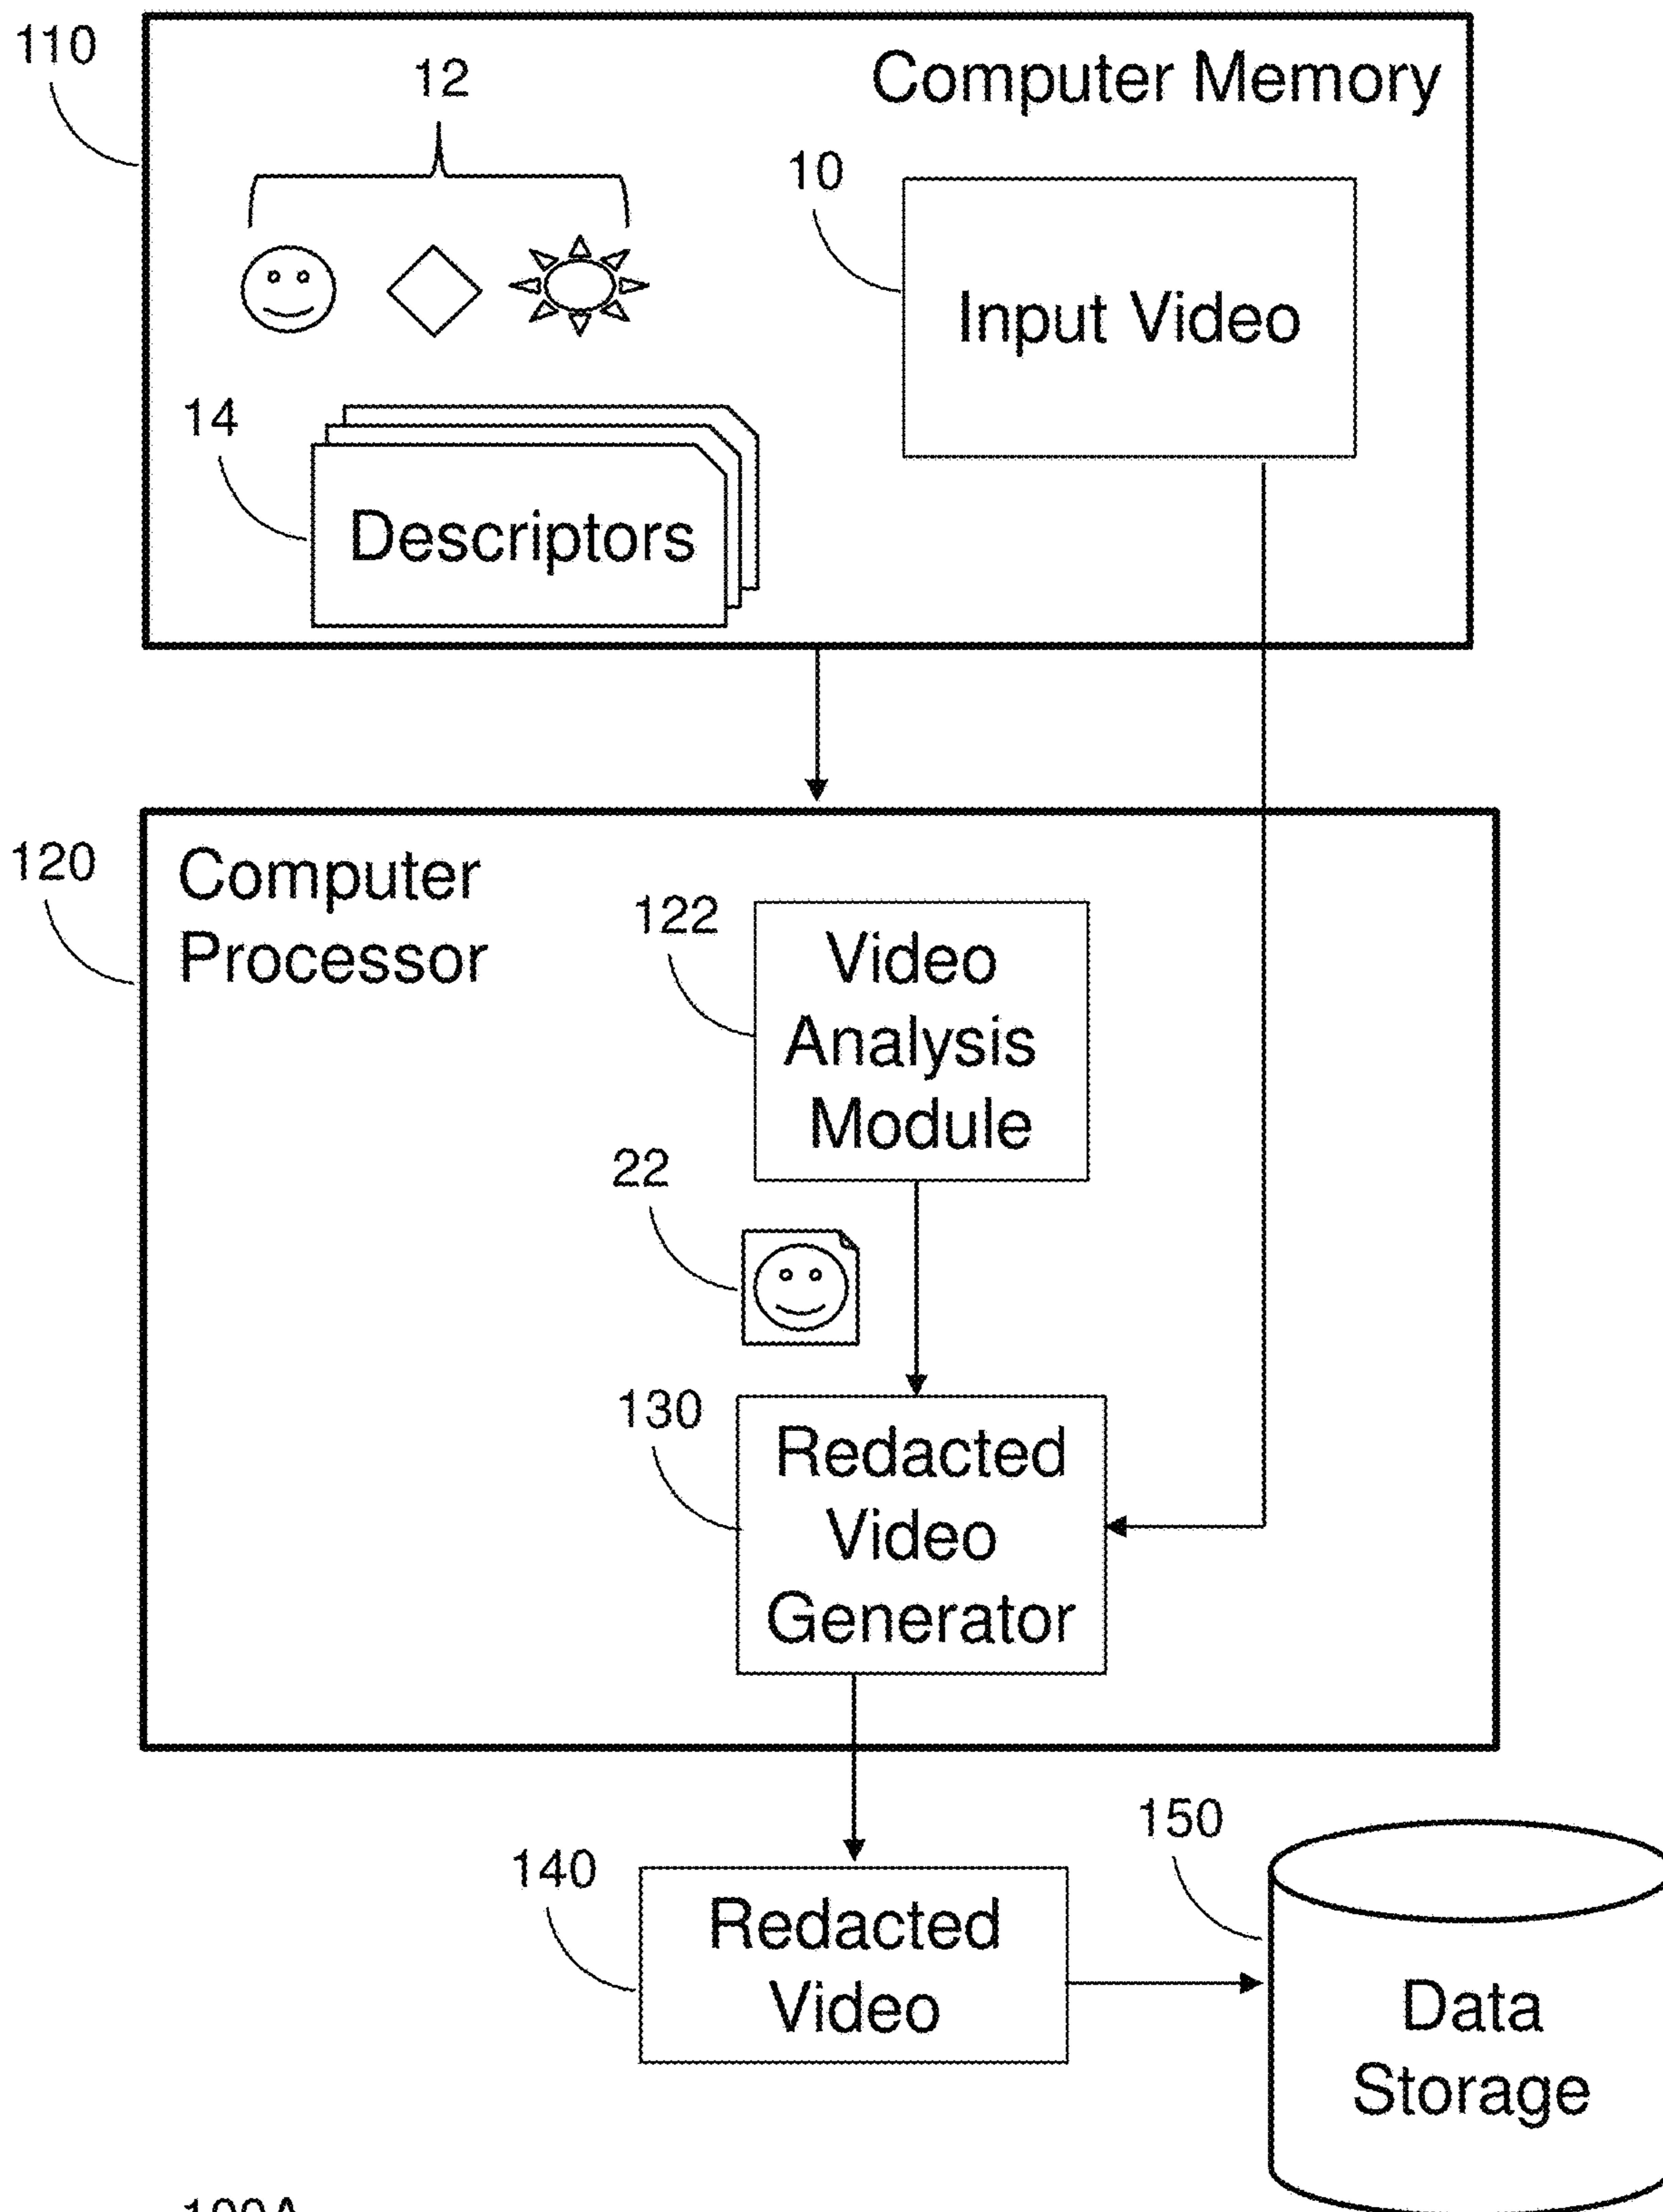 110
12
Computer Memory
10
Input Video
14
Descriptors
120
Computer
Processor
122
Video
Analysis
Module
22
130
Redacted
Video
Generator
140
Redacted
Video
150
Data
Storage